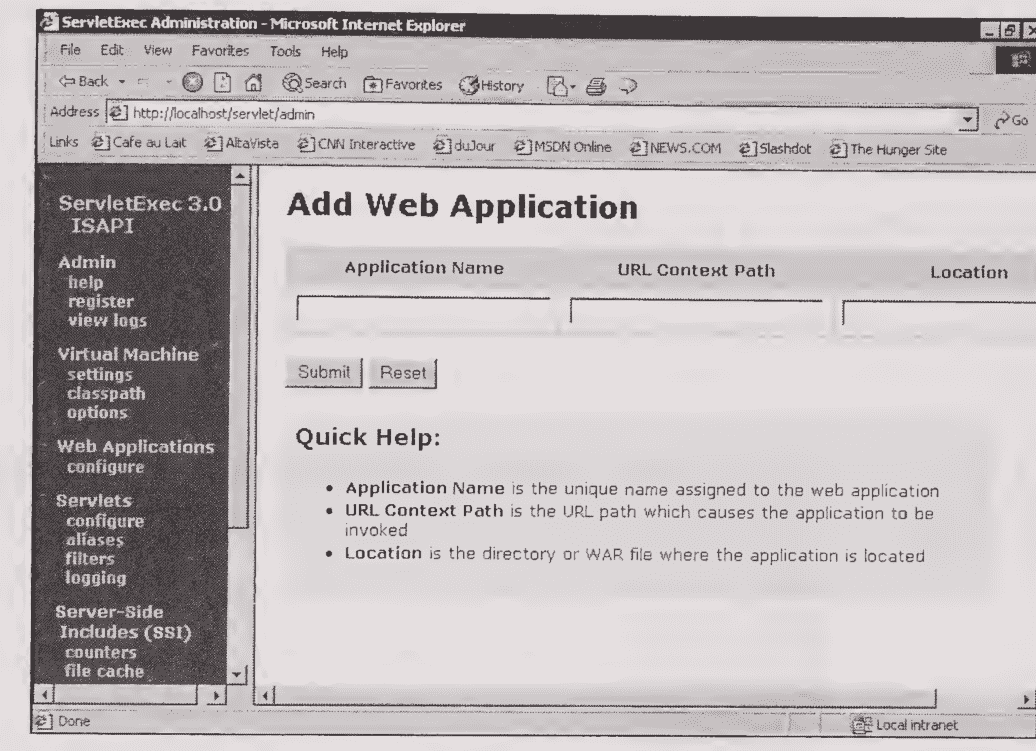 ServletExec Administration - Microsoft Internet Explorer
File Edit View Favorites Tools Help
Back Search Favorites History
Address http://localhost/servlet/admin Go
Links Cafe au Lait AltaVista CNN Interactive duJour MSDN Online NEWS.COM Slashdot The Hunger Site
ServletExec 3.0
ISAPI
Admin
help
register
view logs
Virtual Machine
settings
classpath
options
Web Applications
configure
Servlets
configure
aliases
filters
logging
Server-Side
Includes (SSI)
counters
file cache
Add Web Application
Application Name URL Context Path Location
Submit Reset
Quick Help:
• Application Name is the unique name assigned to the web application
• URL Context Path is the URL path which causes the application to be
invoked
• Location is the directory or WAR file where the application is located
Done Local intranet